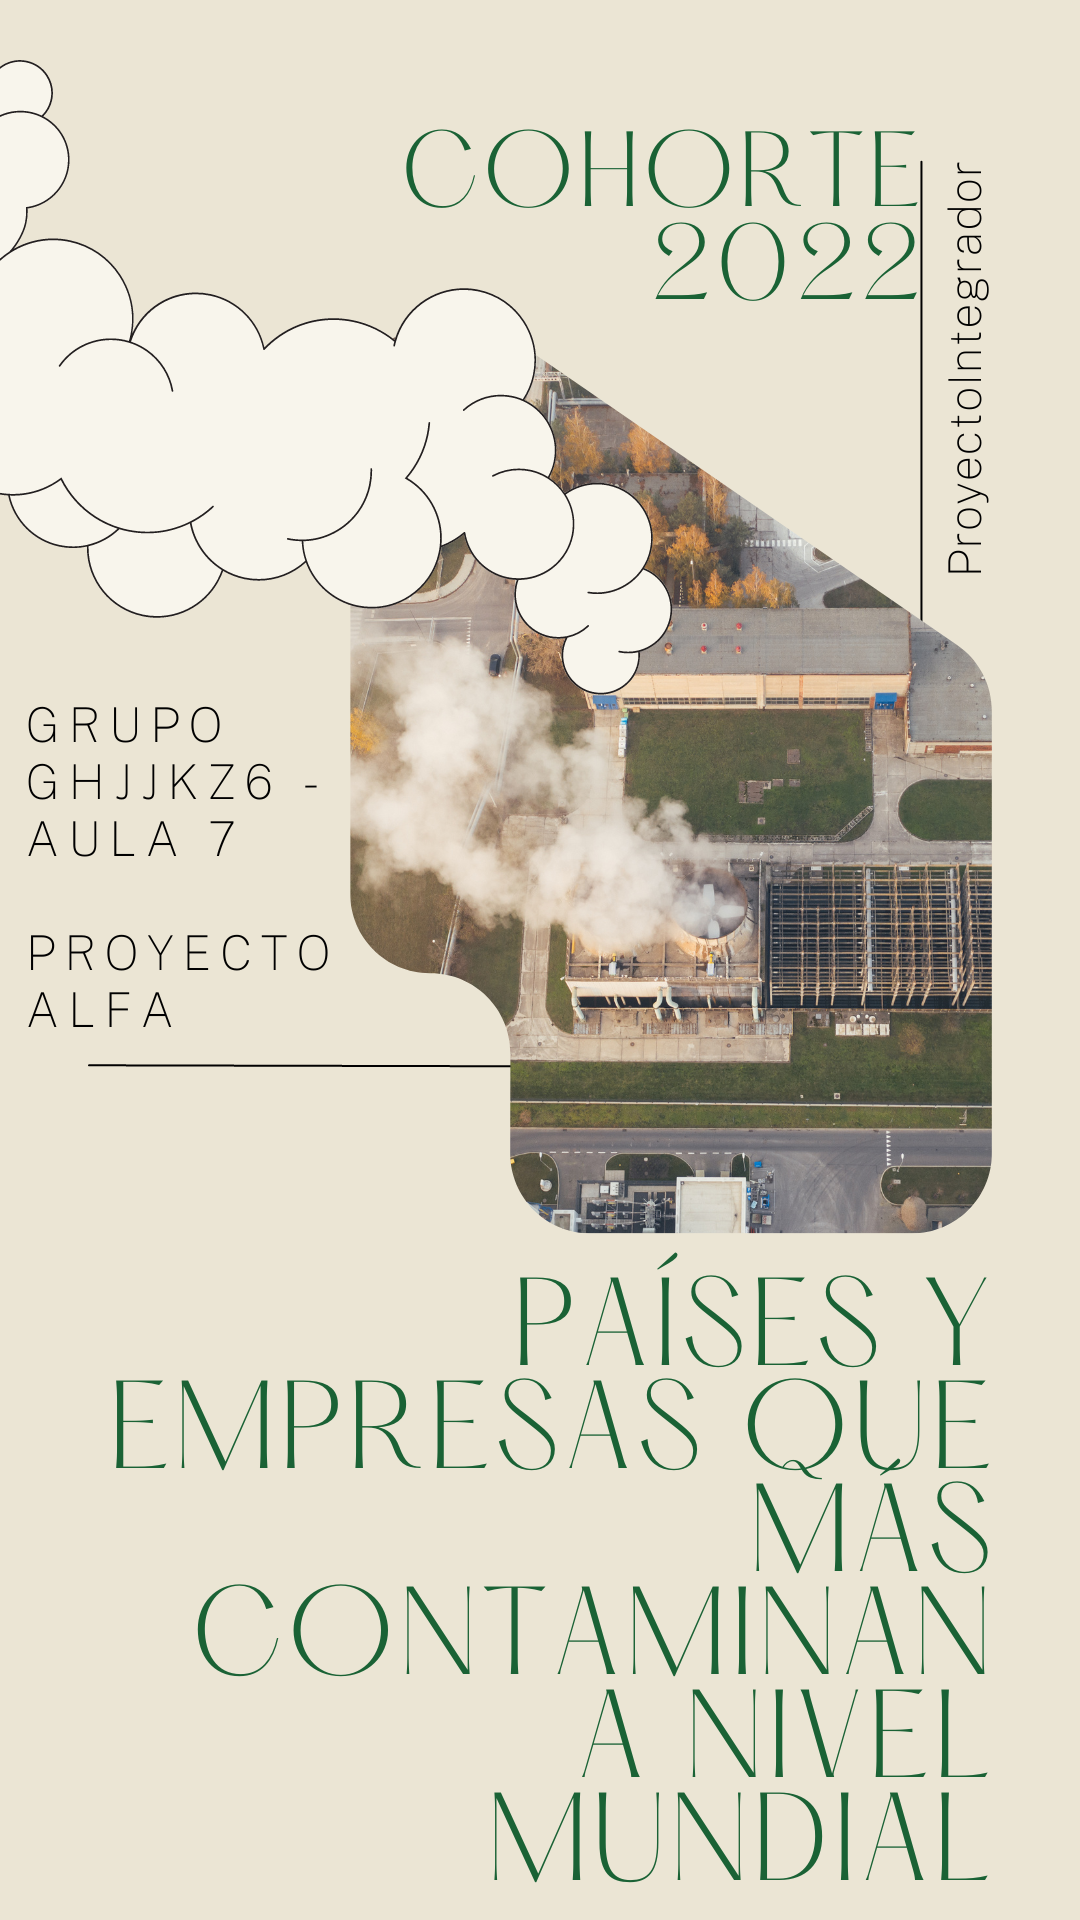 COHORTE
2022
ProyectoIntegrador
GRUPO
GHJJKZ6 -
AULA 7
PROYECTO
ALFA
PAÍSES Y
EMPRESAS QUE
MÁS
CONTAMINAN
A NIVEL
MUNDIAL